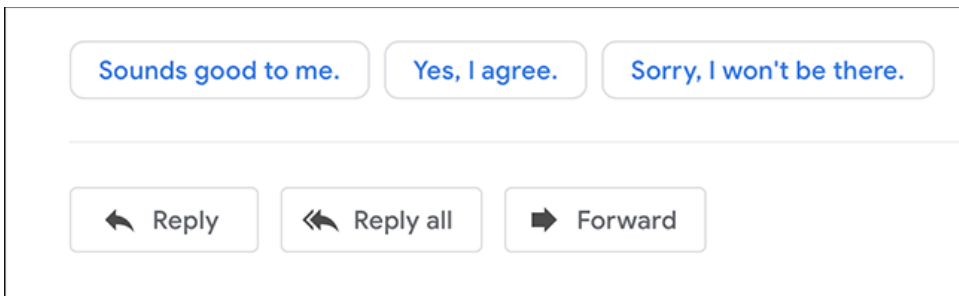 Sounds good to me. Yes, I agree. Sorry, I won't be there.
Reply Reply all Forward